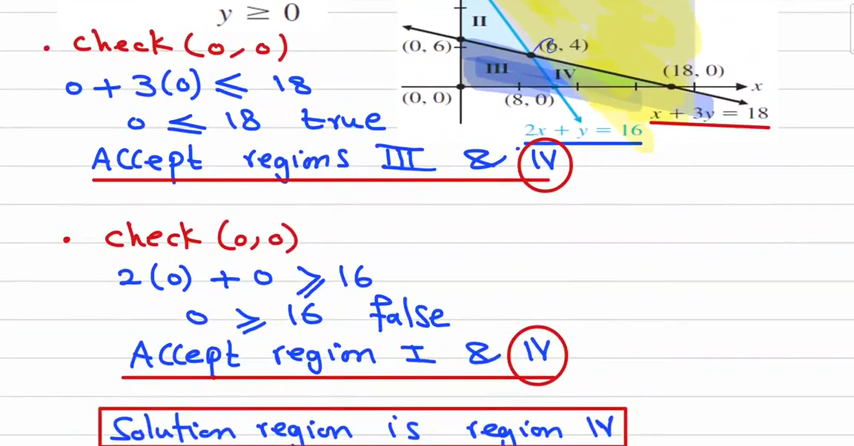 y ≥ 0
• check (0,0)
0 + 3(0) ≤ 18
0 ≤ 18 true
Accept regions III & IV
II
(0, 6)
(6, 4)
III
IV
(18, 0)
x
(0, 0)
(8, 0)
2x + y = 16
x + 3y = 18
• check (0,0)
2(0) + 0 ≥ 16
0 ≥ 16 false
Accept region I & IV
Solution region is region IV